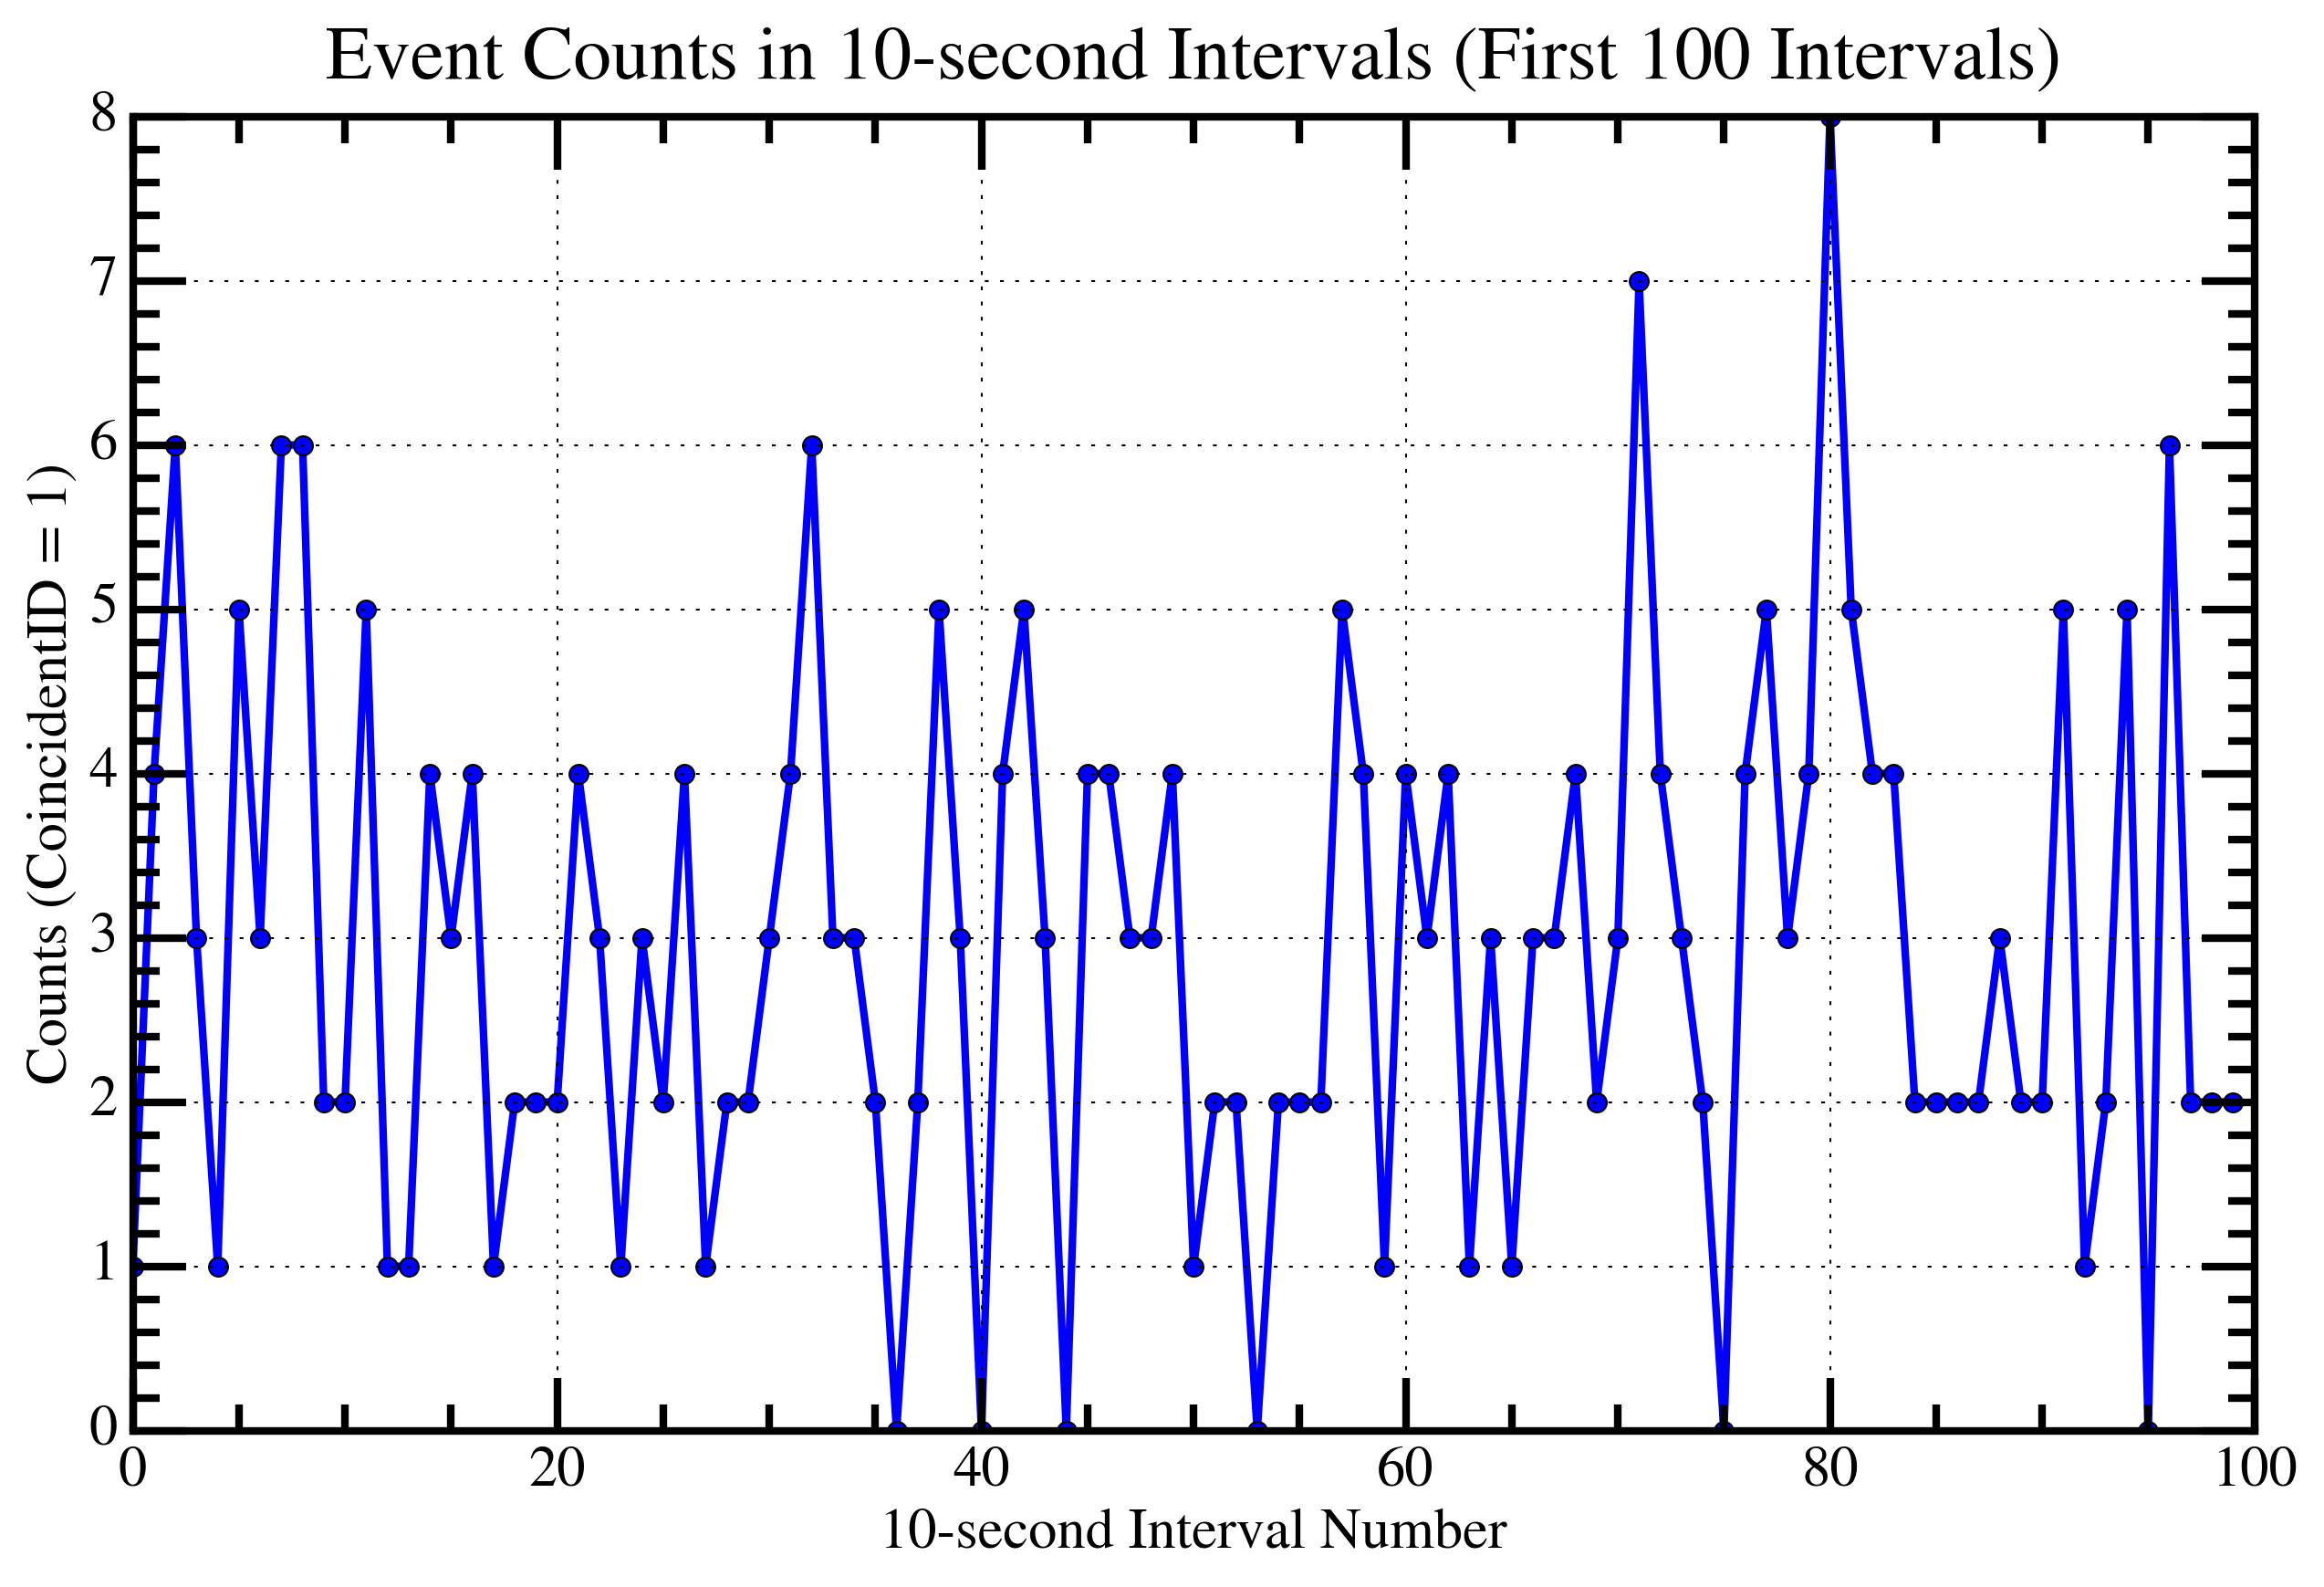 Event Counts in 10-second Intervals (First 100 Intervals)
Counts (CoincidentID = 1)
8
7
6
5
4
3
2
1
0
0 20 40 60 80 100
10-second Interval Number